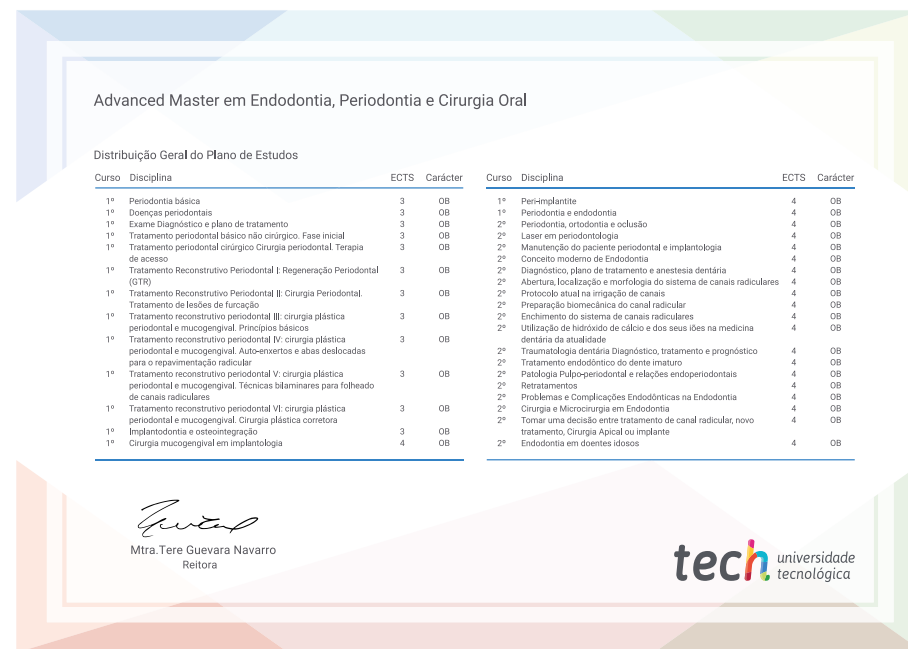 Advanced Master em Endodontia, Periodontia e Cirurgia Oral
Distribuição Geral do Plano de Estudos
Curso Disciplina ECTS Carácter
1º Periodontia básica 3 OB
1º Doenças periodontais 3 OB
1º Exame Diagnóstico e plano de tratamento 3 OB
1º Tratamento periodontal básico não cirúrgico. Fase inicial 3 OB
1º Tratamento periodontal cirúrgico Cirurgia periodontal. Terapia 3 OB
de acesso
1º Tratamento Reconstrutivo Periodontal I: Regeneração Periodontal 3 OB
(GTR)
1º Tratamento Reconstrutivo Periodontal II: Cirurgia Periodontal. 3 OB
Tratamento de lesões de furcação
1º Tratamento reconstrutivo periodontal III: cirurgia plástica 3 OB
periodontal e mucogengival. Princípios básicos
1º Tratamento reconstrutivo periodontal IV: cirurgia plástica 3 OB
periodontal e mucogengival. Auto-enxertos e abas deslocadas
para o repavimentação radicular
1º Tratamento reconstrutivo periodontal V: cirurgia plástica 3 OB
periodontal e mucogengival. Técnicas bilaminares para folheado
de canais radiculares
1º Tratamento reconstrutivo periodontal VI: cirurgia plástica 3 OB
periodontal e mucogengival. Cirurgia plástica corretora
1º Implantodontia e osteointegração 3 OB
1º Cirurgia mucogengival em implantologia 4 OB
Curso Disciplina ECTS Carácter
1º Peri-implantite 4 OB
1º Periodontia e endodontia 4 OB
2º Periodontia, ortodontia e oclusão 4 OB
2º Laser em periodontologia 4 OB
2º Manutenção do paciente periodontal e implantologia 4 OB
2º Conceito moderno de Endodontia 4 OB
2º Diagnóstico, plano de tratamento e anestesia dentária 4 OB
2º Abertura, localização e morfologia do sistema de canais radiculares 4 OB
2º Protocolo atual na irrigação de canais 4 OB
2º Preparação biomecânica do canal radicular 4 OB
2º Enchimento do sistema de canais radiculares 4 OB
2º Utilização de hidróxido de cálcio e dos seus iões na medicina 4 OB
dentária da atualidade
2º Traumatologia dentária Diagnóstico, tratamento e prognóstico 4 OB
2º Tratamento endodôntico do dente imaturo 4 OB
2º Patologia Pulpo-periodontal e relações endoperiodontais 4 OB
2º Retratamentos 4 OB
2º Problemas e Complicações Endodônticas na Endodontia 4 OB
2º Cirurgia e Microcirurgia em Endodontia 4 OB
2º Tomar uma decisão entre tratamento de canal radicular, novo 4 OB
tratamento, Cirurgia Apical ou implante
2º Endodontia em doentes idosos 4 OB
Mtra.Tere Guevara Navarro
Reitora
tech universidade
tecnológica